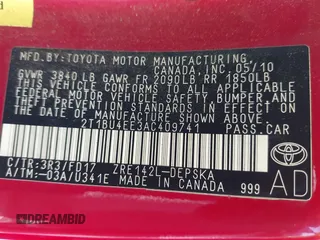 MFD.BY:TOYOTA MOTOR MANUFACTURING,
CANADA INC. 05/10
GVWR 3840 LB GAWR FR 2090LB RR 1850LB
THIS VEHICLE CONFORMS TO ALL APPLICABLE
FEDERAL MOTOR VEHICLE SAFETY, BUMPER, AND
THEFT PREVENTION STANDARDS IN EFFECT ON
THE DATE OF MANUFACTURE SHOWN ABOVE.
2T1BU4EE3AC409741 PASS.CAR
C/TR:3R3/FD17 ZRE142L-DEPSKA
A/TM:-03A/U341E MADE IN CANADA 999 AD
TOYOTA
ERABID